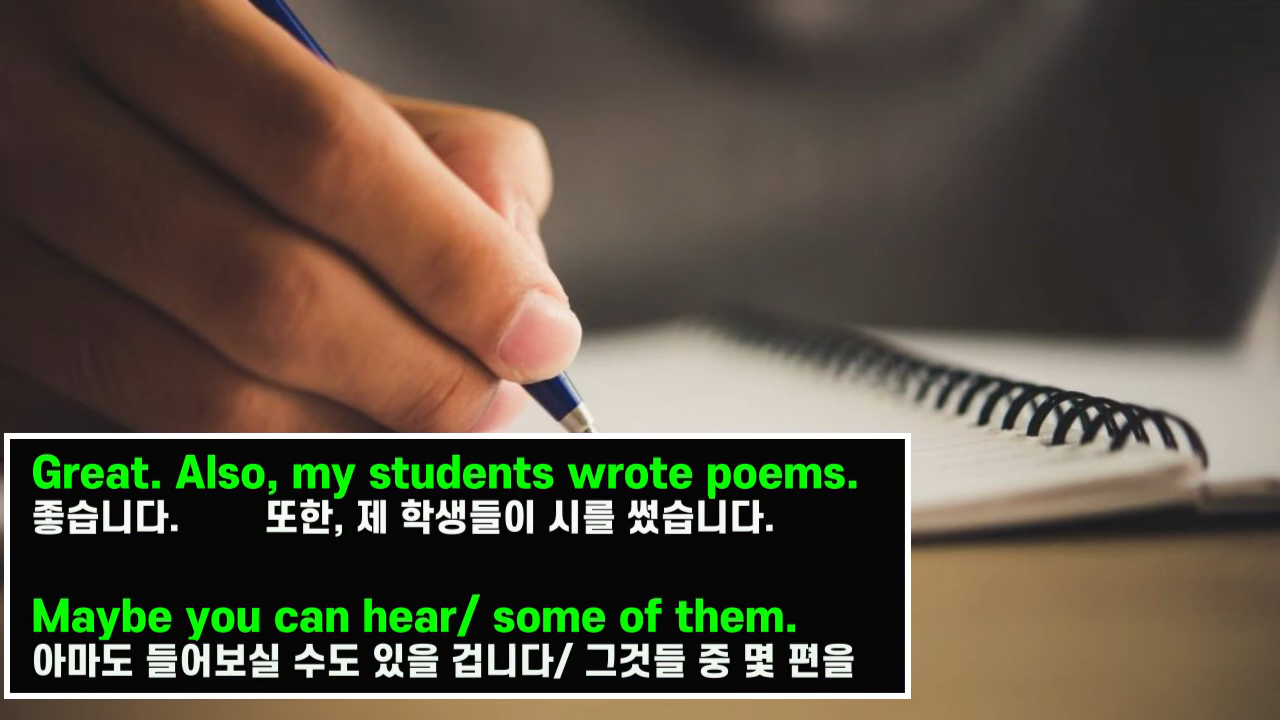 Great. Also, my students wrote poems.
좋습니다. 또한, 제 학생들이 시를 썼습니다.
Maybe you can hear/ some of them.
아마도 들어보실 수도 있을 겁니다/ 그것들 중 몇 편을